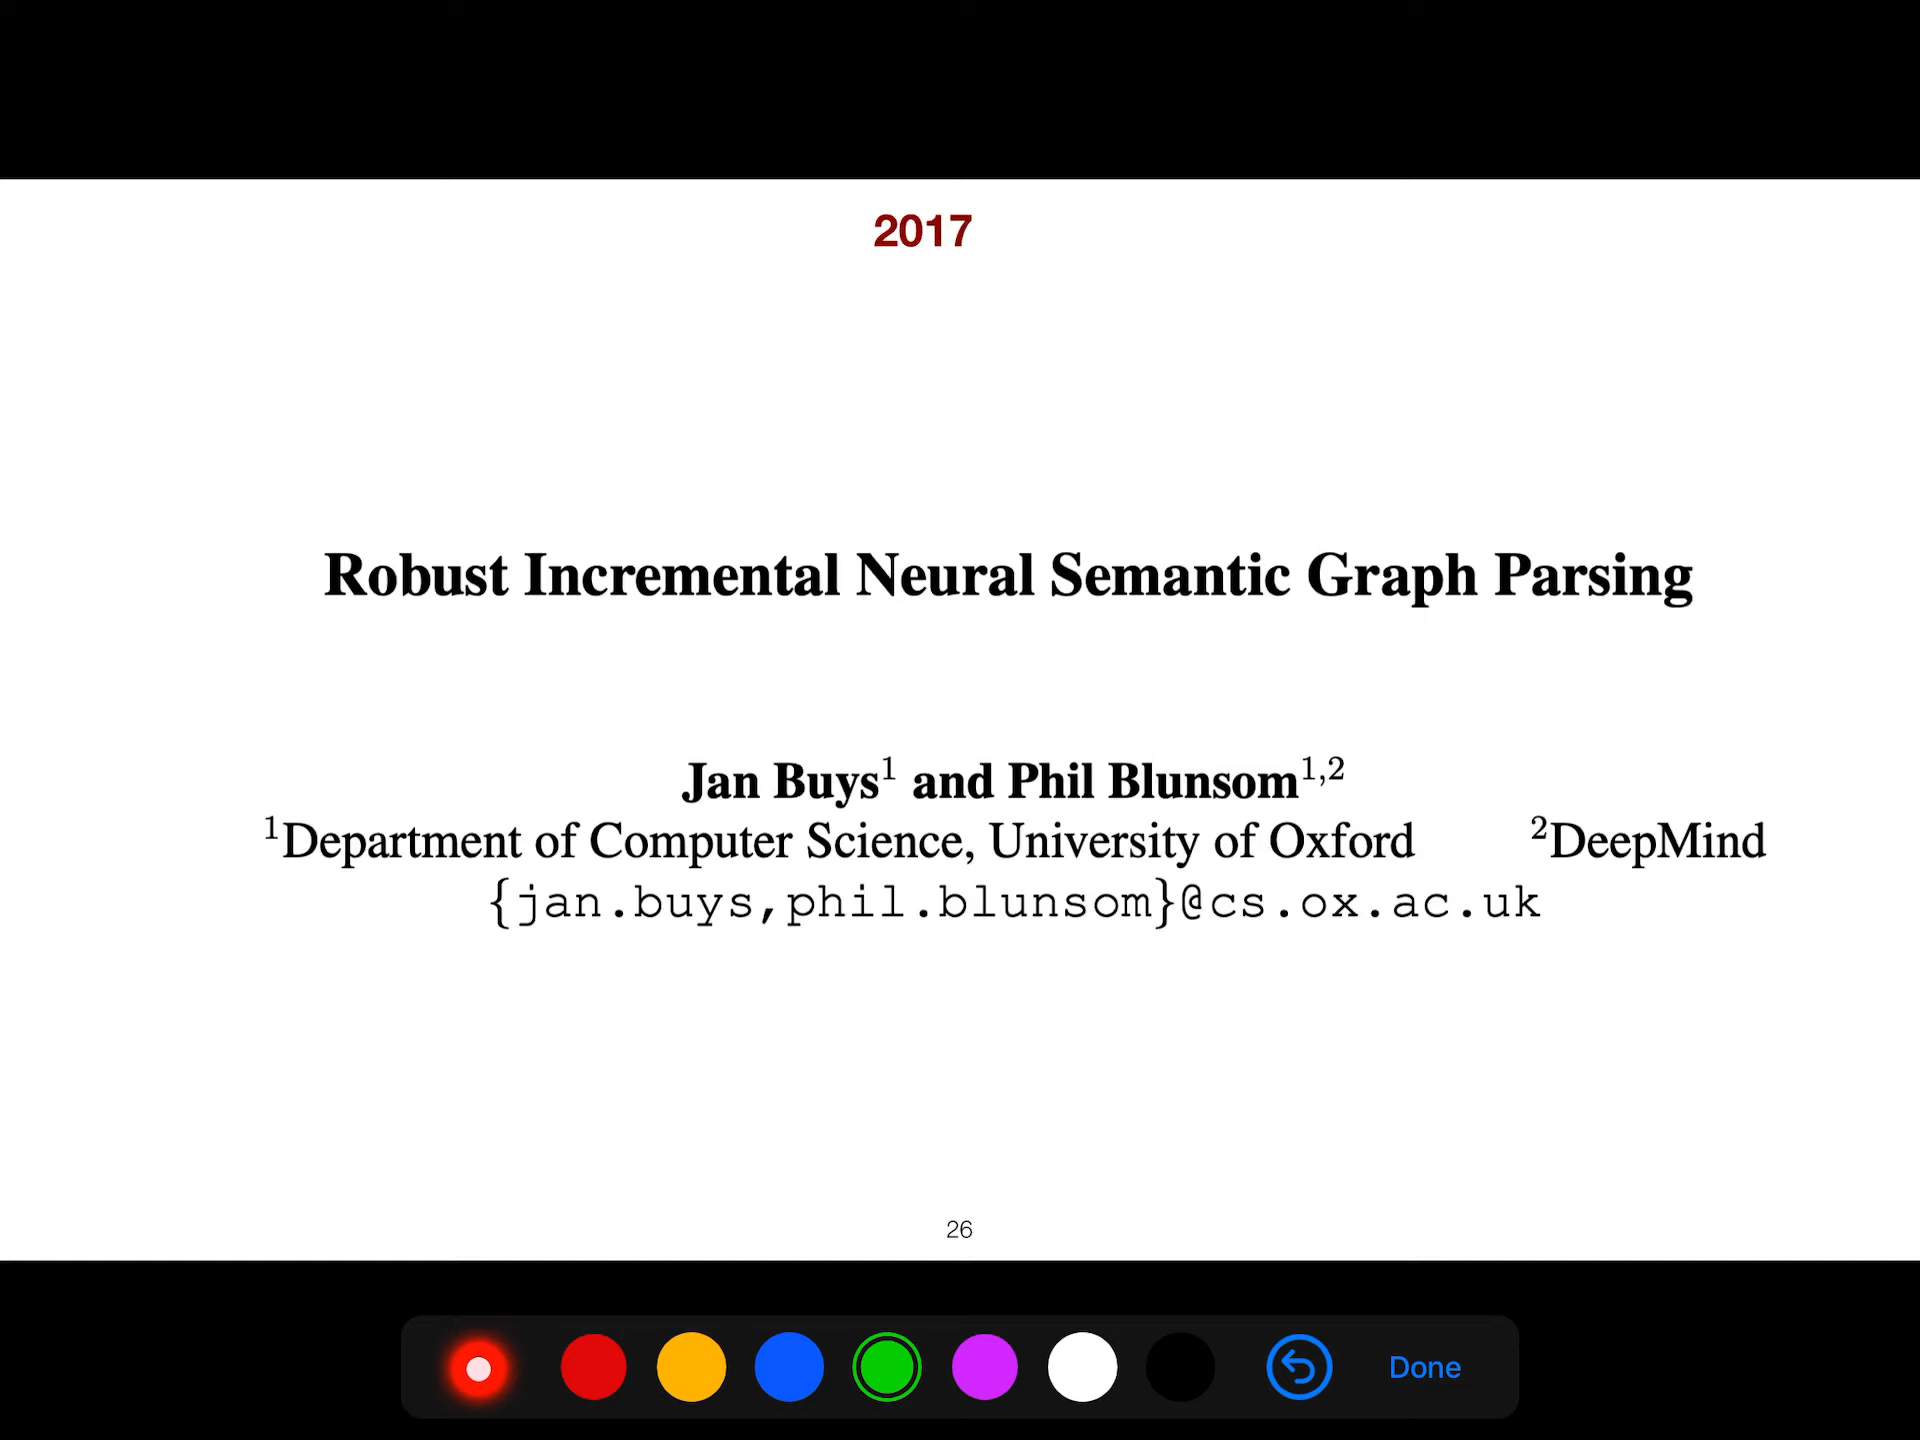 2017
Robust Incremental Neural Semantic Graph Parsing
Jan Buys¹ and Phil Blunsom¹,²
¹Department of Computer Science, University of Oxford ²DeepMind
{jan.buys,phil.blunsom}@cs.ox.ac.uk
26
Done